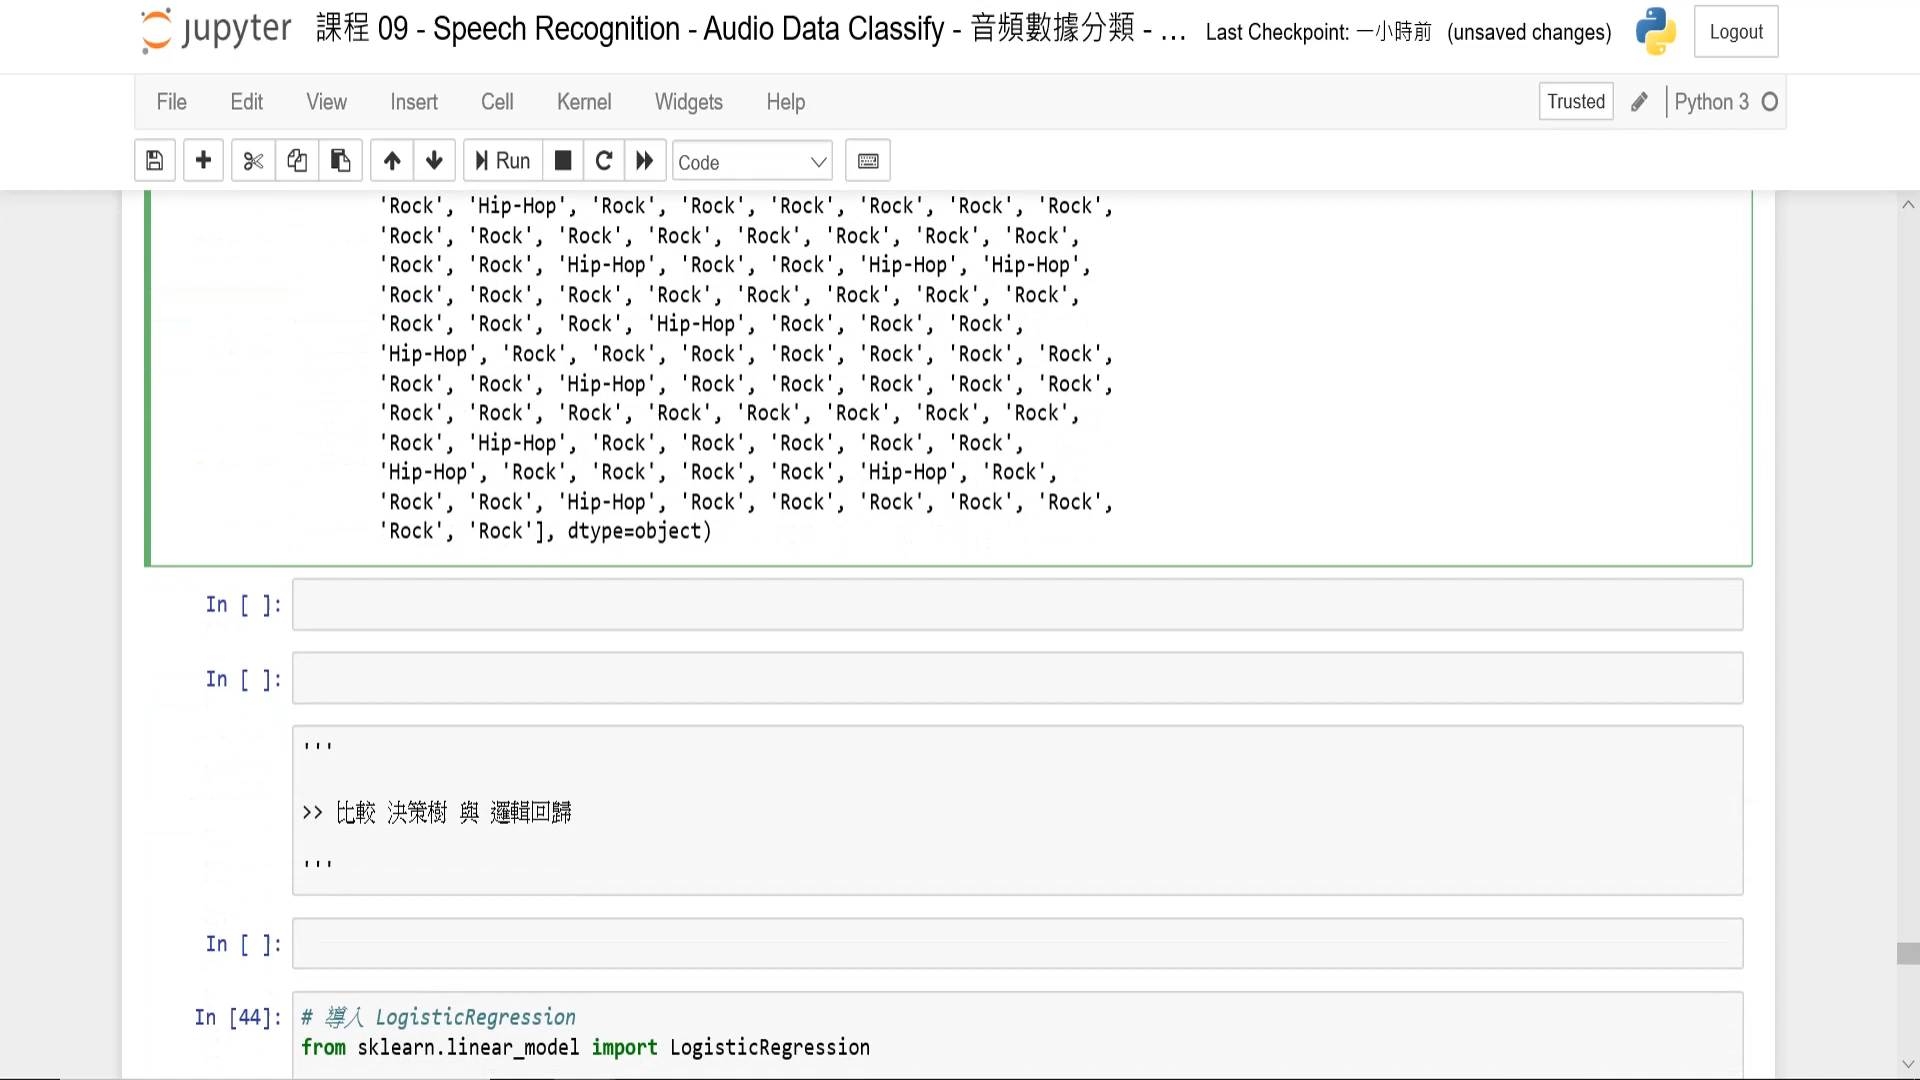 jupyter 課程 09 - Speech Recognition - Audio Data Classify - 音頻數據分類 - ... Last Checkpoint: 一小時前 (unsaved changes) Logout
File Edit View Insert Cell Kernel Widgets Help Trusted Python 3
Run Code
'Rock', 'Hip-Hop', 'Rock', 'Rock', 'Rock', 'Rock', 'Rock', 'Rock',
'Rock', 'Rock', 'Rock', 'Rock', 'Rock', 'Rock', 'Rock', 'Rock',
'Rock', 'Rock', 'Hip-Hop', 'Rock', 'Rock', 'Hip-Hop', 'Hip-Hop',
'Rock', 'Rock', 'Rock', 'Rock', 'Rock', 'Rock', 'Rock', 'Rock',
'Rock', 'Rock', 'Rock', 'Hip-Hop', 'Rock', 'Rock', 'Rock',
'Hip-Hop', 'Rock', 'Rock', 'Rock', 'Rock', 'Rock', 'Rock', 'Rock',
'Rock', 'Rock', 'Hip-Hop', 'Rock', 'Rock', 'Rock', 'Rock', 'Rock',
'Rock', 'Rock', 'Rock', 'Rock', 'Rock', 'Rock', 'Rock', 'Rock',
'Rock', 'Hip-Hop', 'Rock', 'Rock', 'Rock', 'Rock', 'Rock',
'Hip-Hop', 'Rock', 'Rock', 'Rock', 'Rock', 'Hip-Hop', 'Rock',
'Rock', 'Rock', 'Hip-Hop', 'Rock', 'Rock', 'Rock', 'Rock', 'Rock',
'Rock', 'Rock'], dtype=object)
In [ ]:
In [ ]:
'''
>> 比較 決策樹 與 邏輯回歸
'''
In [ ]:
In [44]: # 導入 LogisticRegression
from sklearn.linear_model import LogisticRegression